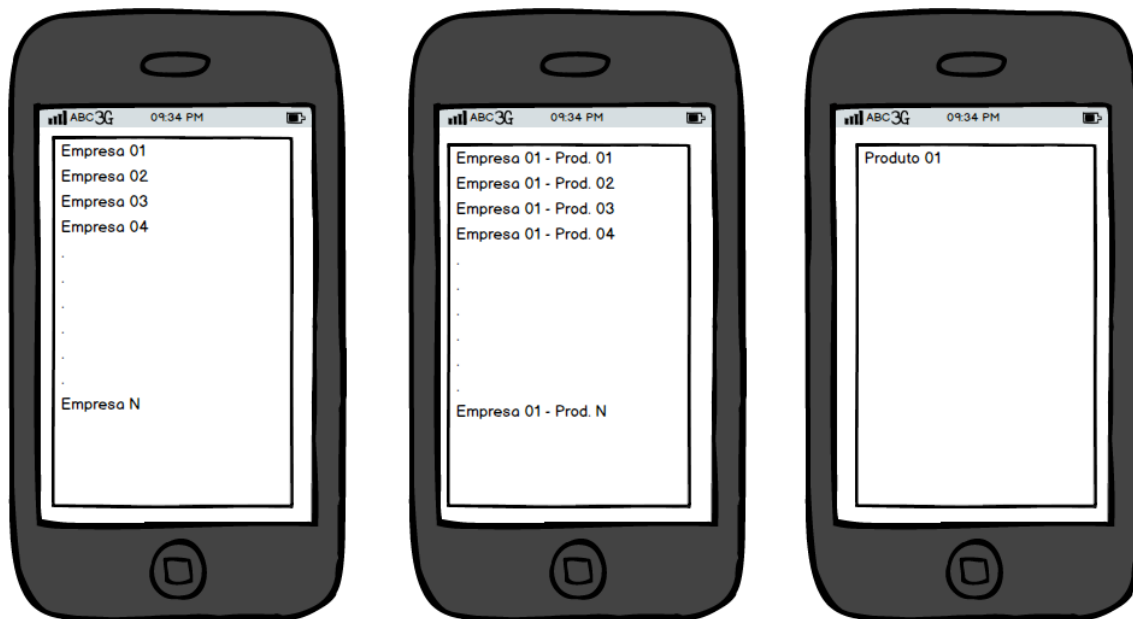 ABC 3G 09:34 PM
Empresa 01
Empresa 02
Empresa 03
Empresa 04
.
.
.
.
.
.
Empresa N
ABC 3G 09:34 PM
Empresa 01 - Prod. 01
Empresa 01 - Prod. 02
Empresa 01 - Prod. 03
Empresa 01 - Prod. 04
.
.
.
.
.
.
Empresa 01 - Prod. N
ABC 3G 09:34 PM
Produto 01